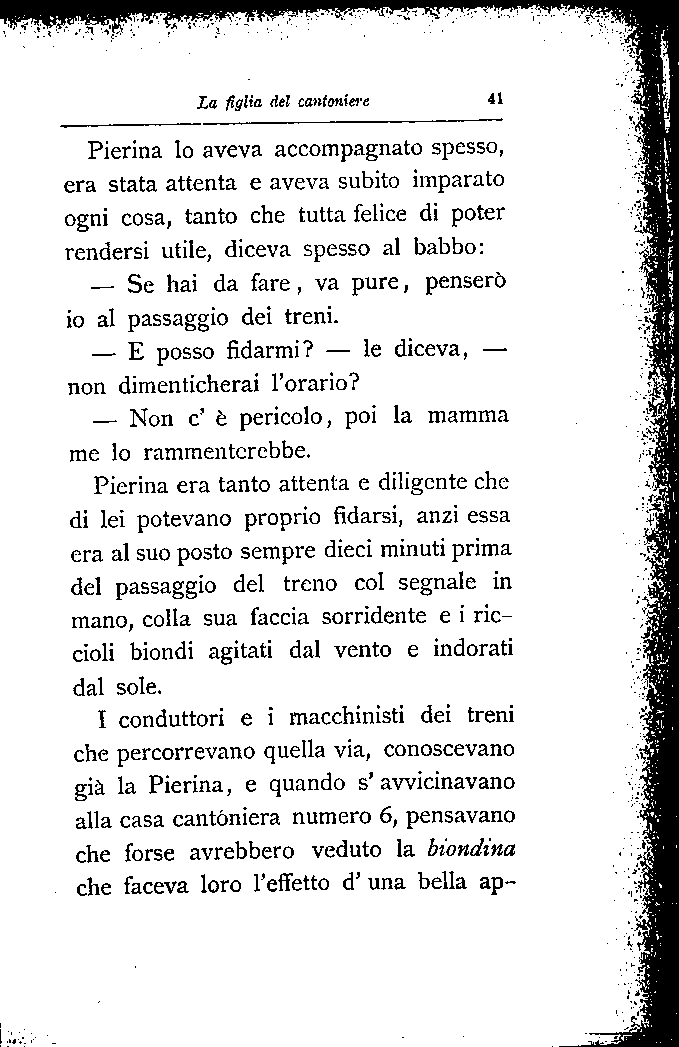 La figlia del cantoniere 41
Pierina lo aveva accompagnato spesso,
era stata attenta e aveva subito imparato
ogni cosa, tanto che tutta felice di poter
rendersi utile, diceva spesso al babbo:
— Se hai da fare, va pure, penserò
io al passaggio dei treni.
— E posso fidarmi? — le diceva, —
non dimenticherai l'orario?
— Non c' è pericolo, poi la mamma
me lo rammenterebbe.
Pierina era tanto attenta e diligente che
di lei potevano proprio fidarsi, anzi essa
era al suo posto sempre dieci minuti prima
del passaggio del treno col segnale in
mano, colla sua faccia sorridente e i ric-
cioli biondi agitati dal vento e indorati
dal sole.
I conduttori e i macchinisti dei treni
che percorrevano quella via, conoscevano
già la Pierina, e quando s' avvicinavano
alla casa cantóniera numero 6, pensavano
che forse avrebbero veduto la biondina
che faceva loro l'effetto d' una bella ap-